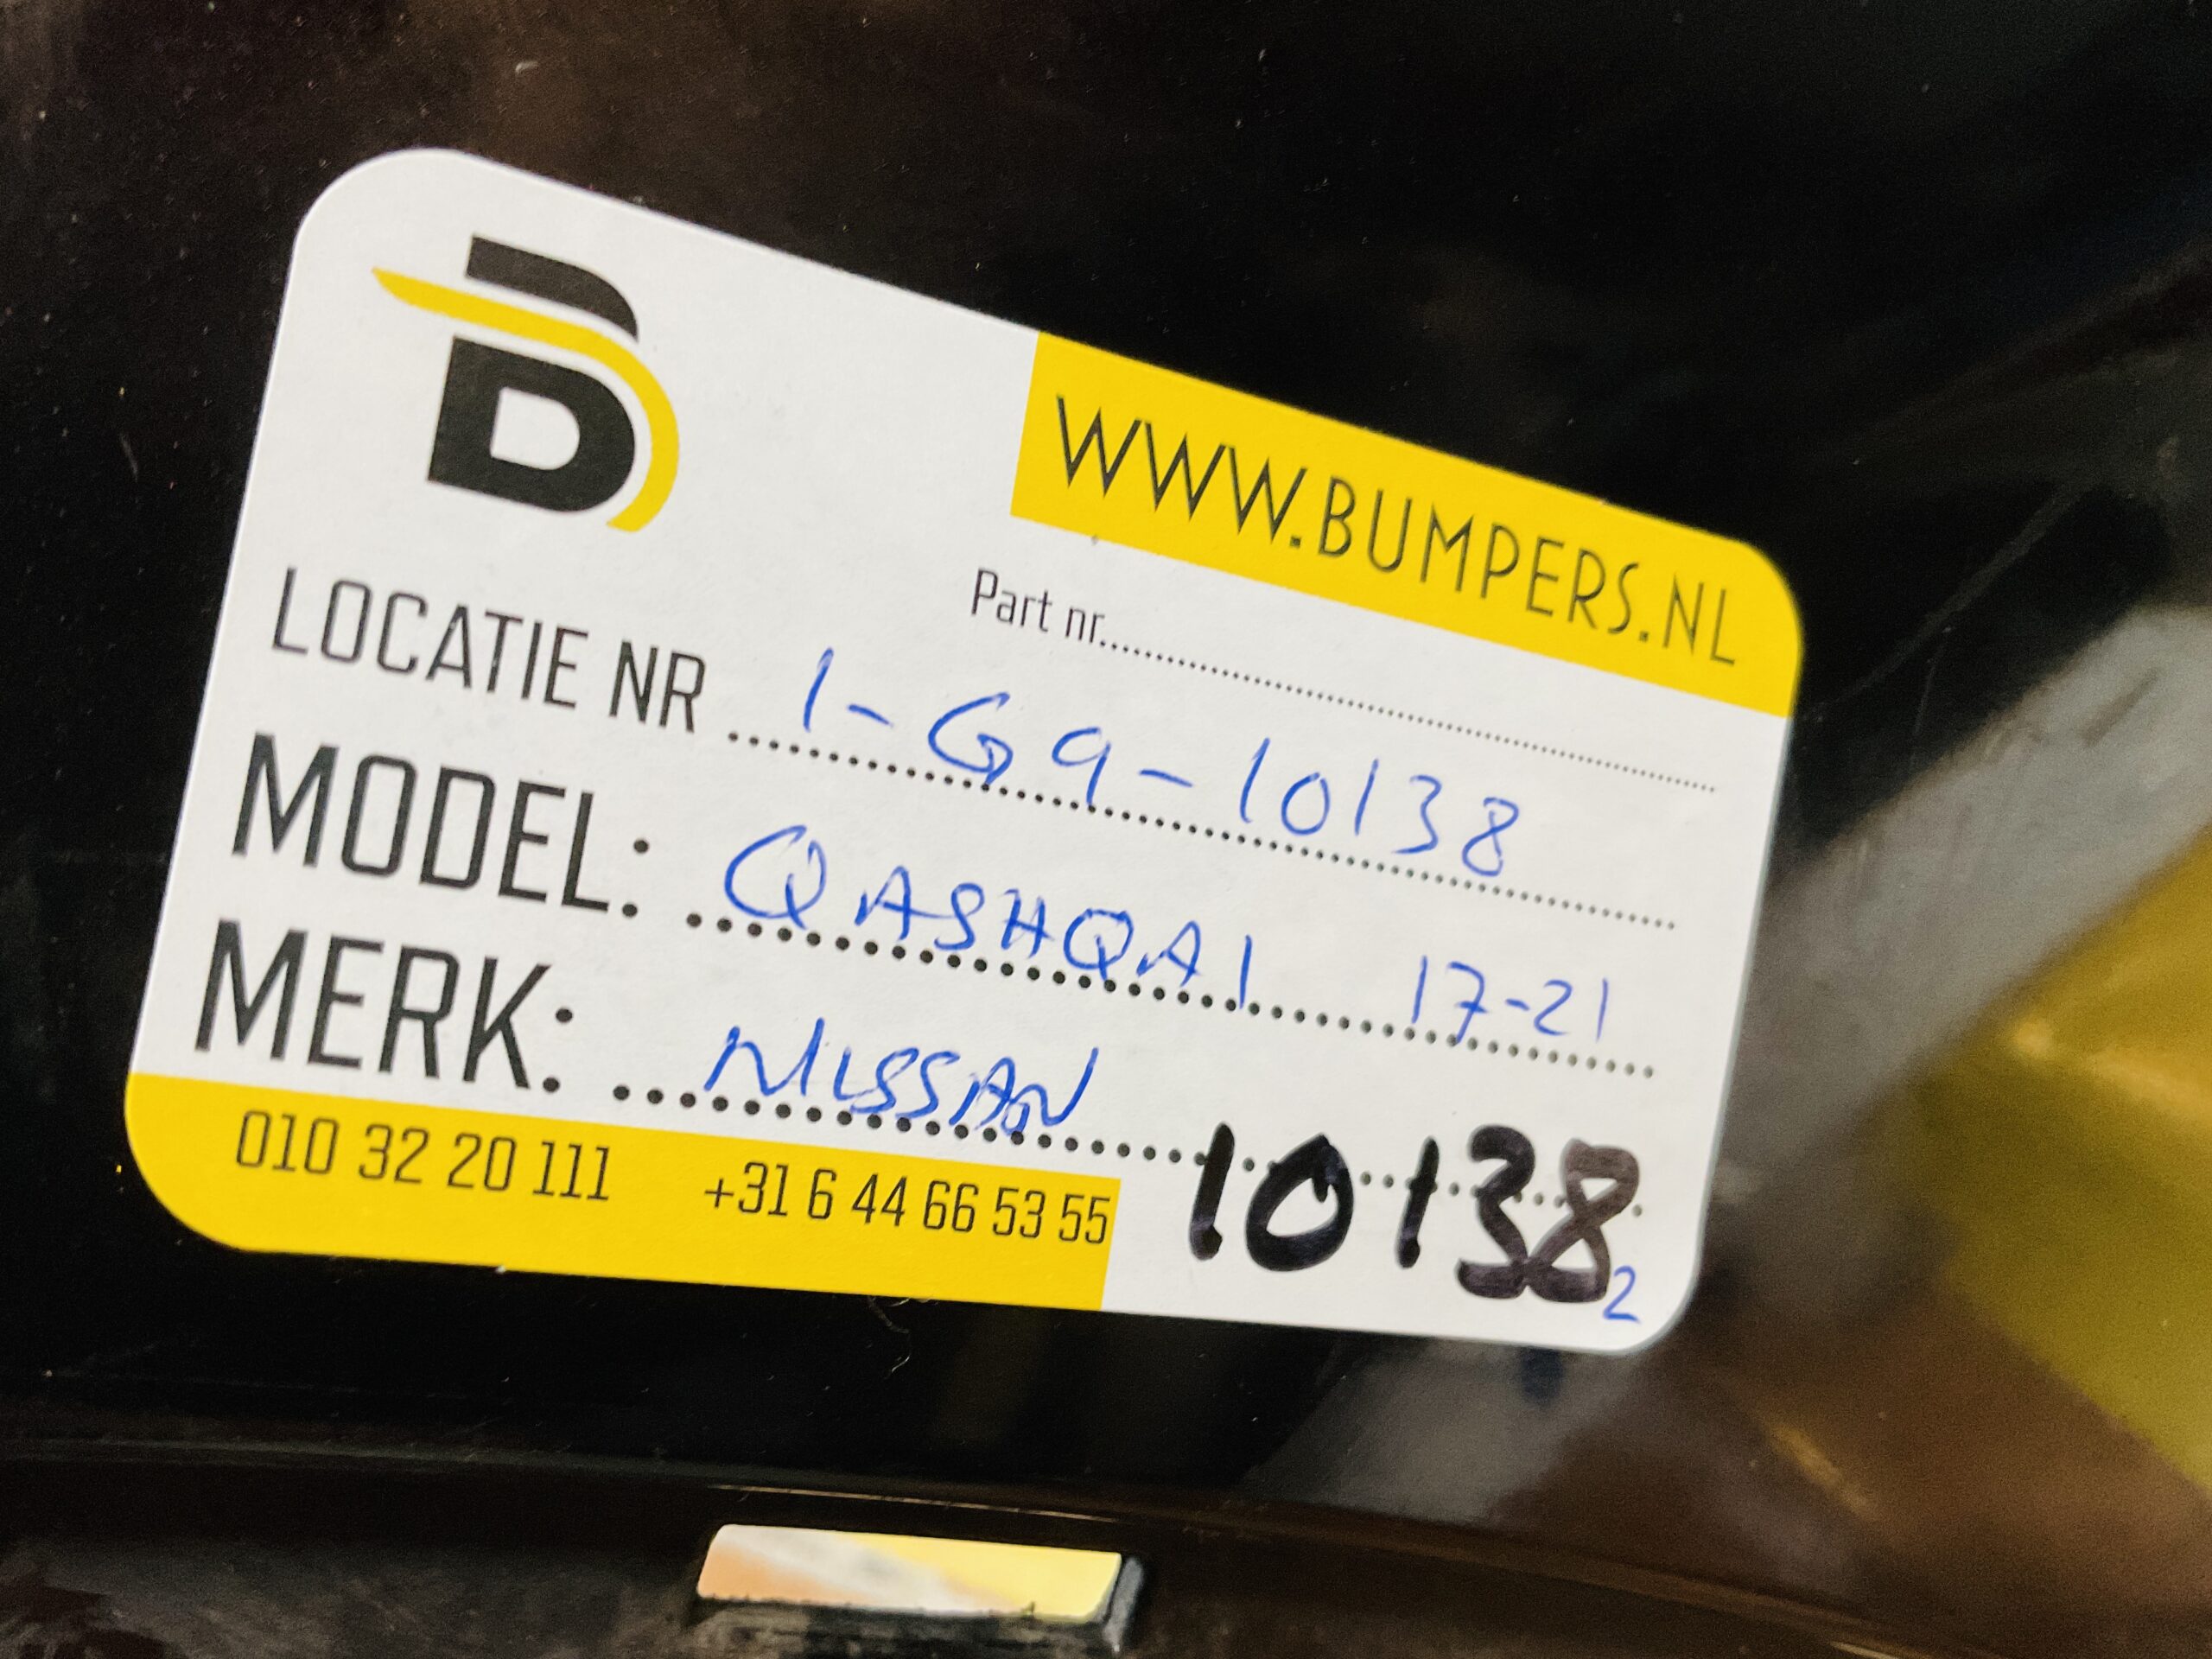 B
WWW.BUMPERS.NL
Part nr..........
LOCATIE NR ..... 1-G9-10138
MODEL: ..... QASHQAI 17-21
MERK: ..... NISSAN
010 32 20 111 +31 6 44 66 53 55
10138
2